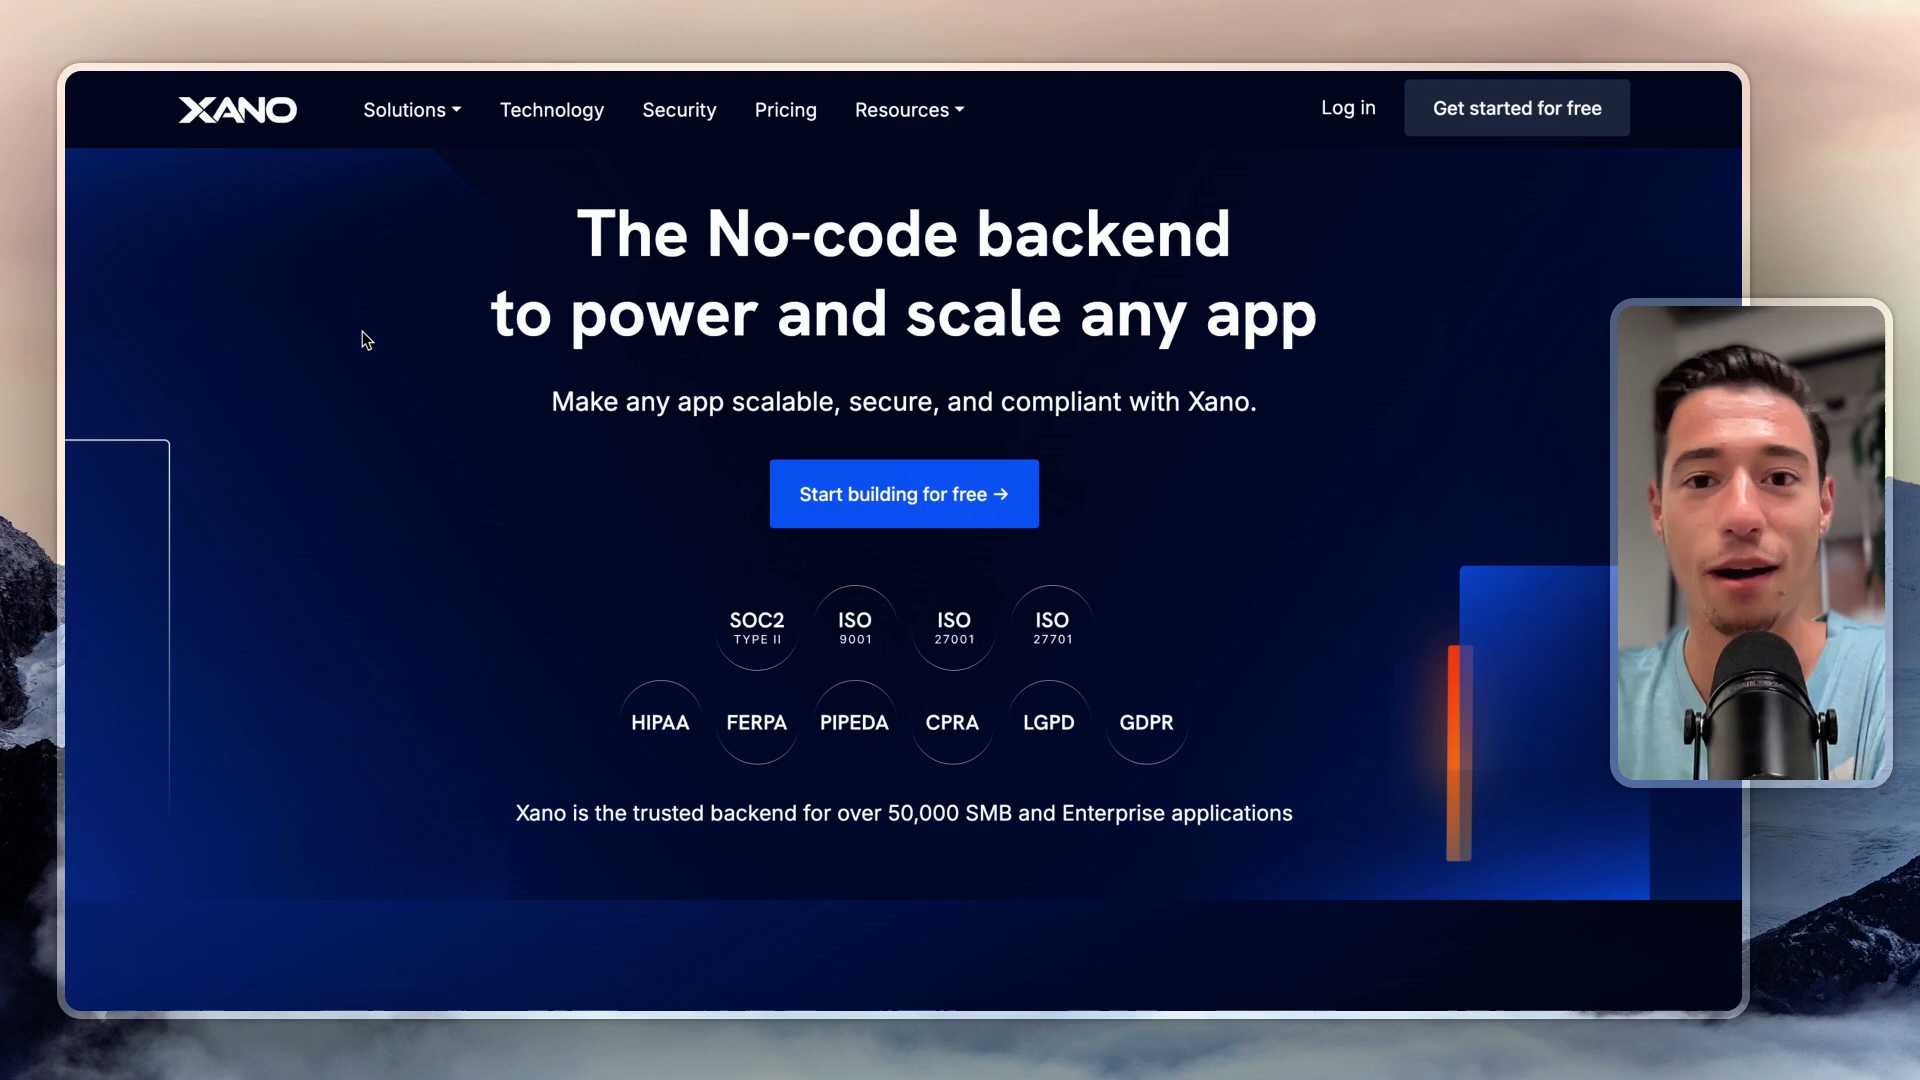 XANO
Solutions
Technology
Security
Pricing
Resources
Log in
Get started for free
The No-code backend
to power and scale any app
Make any app scalable, secure, and compliant with Xano.
Start building for free →
SOC2
TYPE II
ISO
9001
ISO
27001
ISO
27701
HIPAA
FERPA
PIPEDA
CPRA
LGPD
GDPR
Xano is the trusted backend for over 50,000 SMB and Enterprise applications